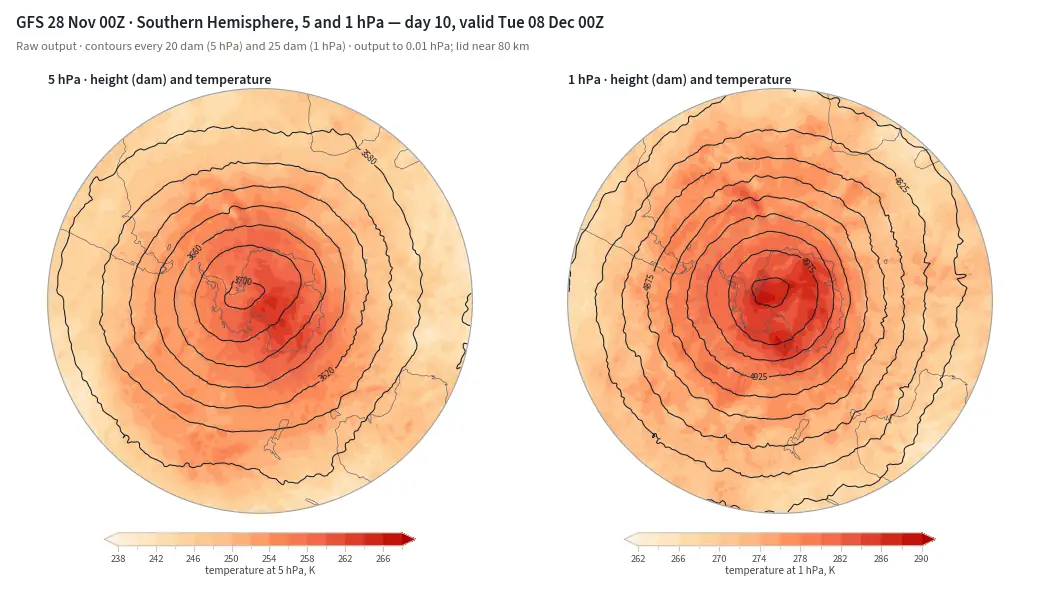 GFS 28 Nov 00Z · Southern Hemisphere, 5 and 1 hPa — day 10, valid Tue 08 Dec 00Z
Raw output · contours every 20 dam (5 hPa) and 25 dam (1 hPa) · output to 0.01 hPa; lid near 80 km
5 hPa · height (dam) and temperature
1 hPa · height (dam) and temperature
3580
3660
3700
3620
4825
4975
4875
4925
238 242 246 250 254 258 262 266
temperature at 5 hPa, K
262 266 270 274 278 282 286 290
temperature at 1 hPa, K